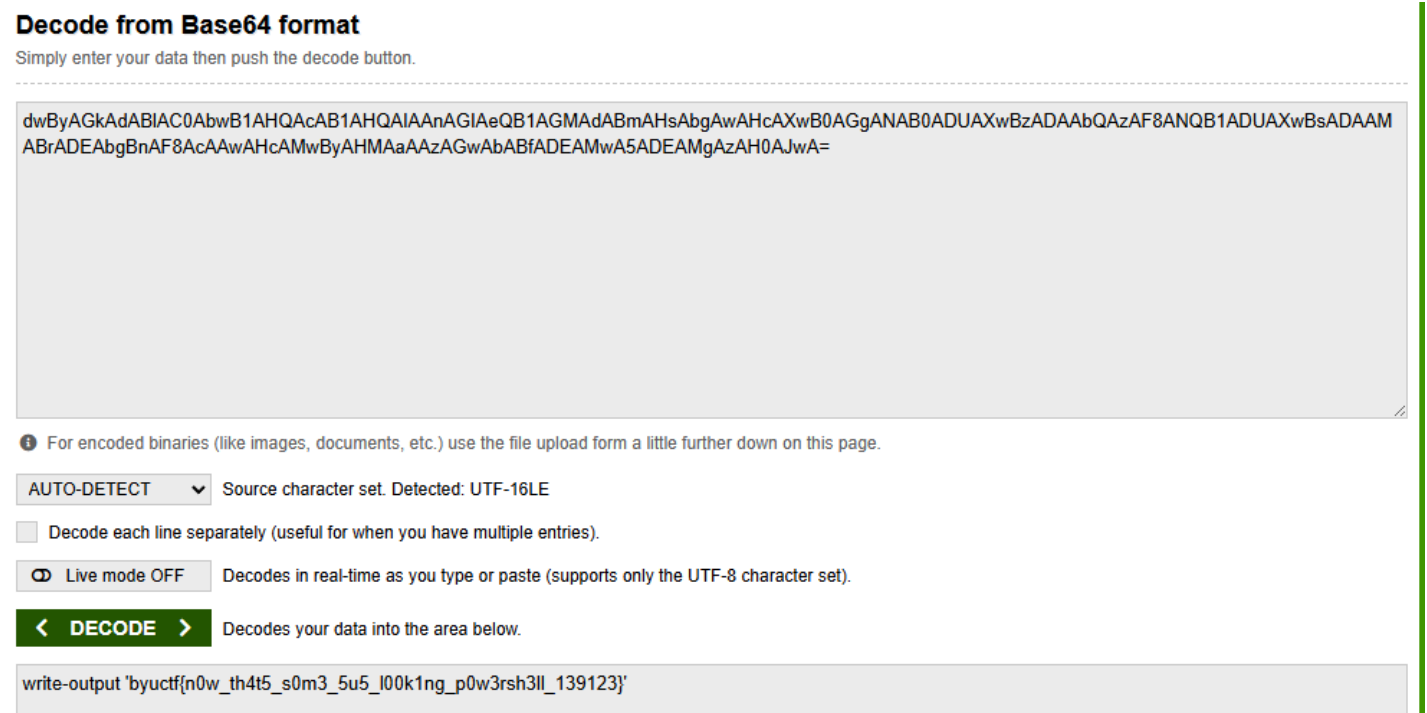 Decode from Base64 format
Simply enter your data then push the decode button.
dwByAGkAdABlAC0AbwB1AHQAcAB1AHQAIAAnAGIAeQB1AGMAdABmAHsAbgAwAHcAXwB0AGgANAB0ADUAXwBzADAAbQAzAF8ANQB1ADUAXwBsADAAM
ABrADEAbgBnAF8AcAAwAHcAMwByAHMAaAAzAGwAbABfADEAMwA5ADEAMgAzAH0AJwA=
For encoded binaries (like images, documents, etc.) use the file upload form a little further down on this page.
AUTO-DETECT Source character set. Detected: UTF-16LE
Decode each line separately (useful for when you have multiple entries).
Live mode OFF Decodes in real-time as you type or paste (supports only the UTF-8 character set).
< DECODE > Decodes your data into the area below.
write-output 'byuctf{n0w_th4t5_s0m3_5u5_l00k1ng_p0w3rsh3ll_139123}'